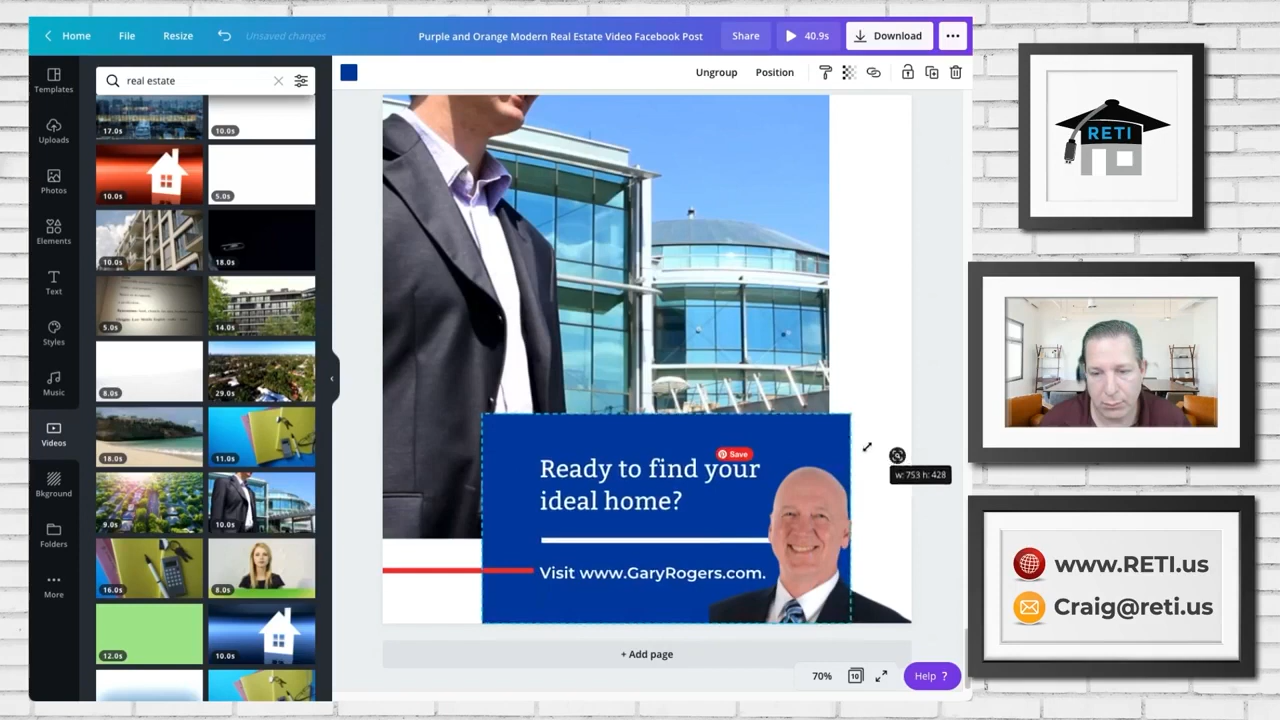 Home
File
Resize
Unsaved changes
Purple and Orange Modern Real Estate Video Facebook Post
Share
40.9s
Download
Templates
Uploads
Photos
Elements
Text
Styles
Music
Videos
Bkground
Folders
More
real estate
17.0s
10.0s
10.0s
5.0s
10.0s
18.0s
5.0s
14.0s
8.0s
29.0s
18.0s
11.0s
9.0s
10.0s
16.0s
8.0s
12.0s
10.0s
Ungroup
Position
Save
Ready to find your
ideal home?
Visit www.GaryRogers.com.
w: 753 h: 428
+ Add page
70%
10
Help ?
RETI
www.RETI.us
Craig@reti.us